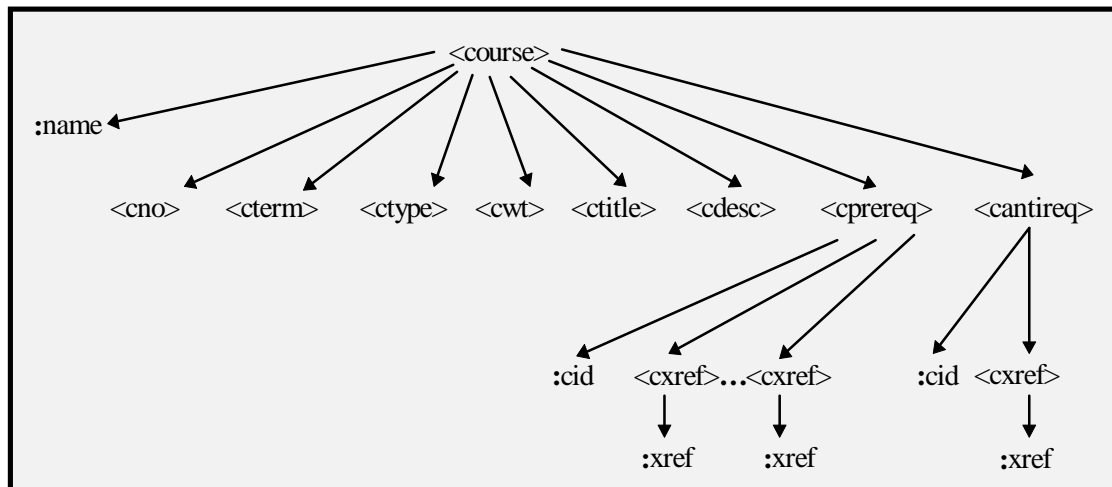 <course>
:name
<cno> <cterm> <ctype> <cwt> <ctitle> <cdesc> <cprereq> <cantireq>
:cid <cxref>...<cxref> :cid <cxref>
:xref :xref :xref